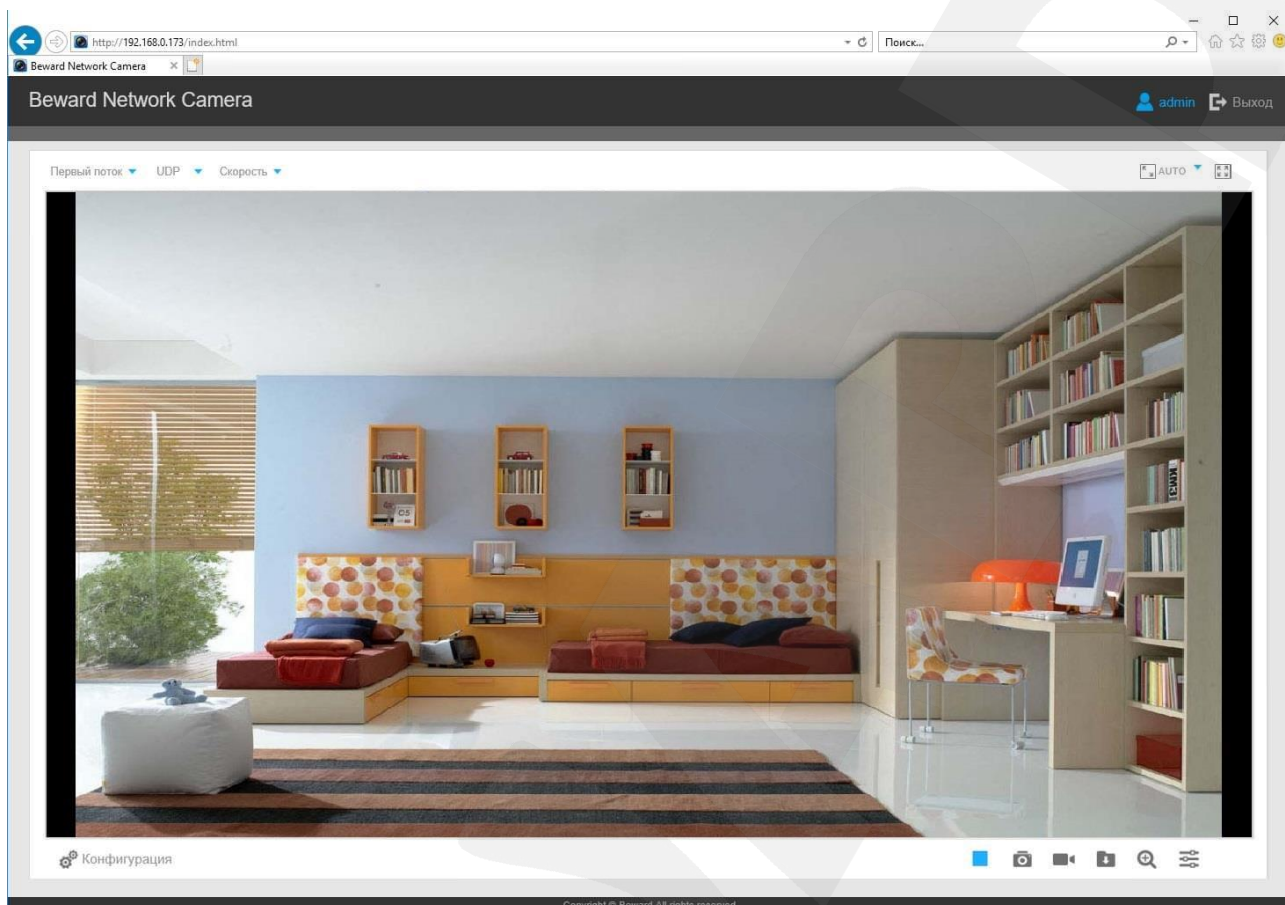 http://192.168.0.173/index.html
Поиск...
Beward Network Camera
Beward Network Camera
admin
Выход
Первый поток
UDP
Скорость
AUTO
C5
Конфигурация
Copyright © Beward All rights reserved